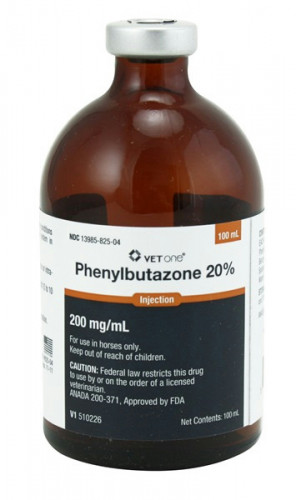 NDC 13985-825-04
100 mL
VET ONE®
Phenylbutazone 20%
Injection
200 mg/mL
For use in horses only.
Keep out of reach of children.
CAUTION: Federal law restricts this drug
to use by or on the order of a licensed
veterinarian.
ANADA 200-371, Approved by FDA
V1 510226
Net Contents: 100 mL